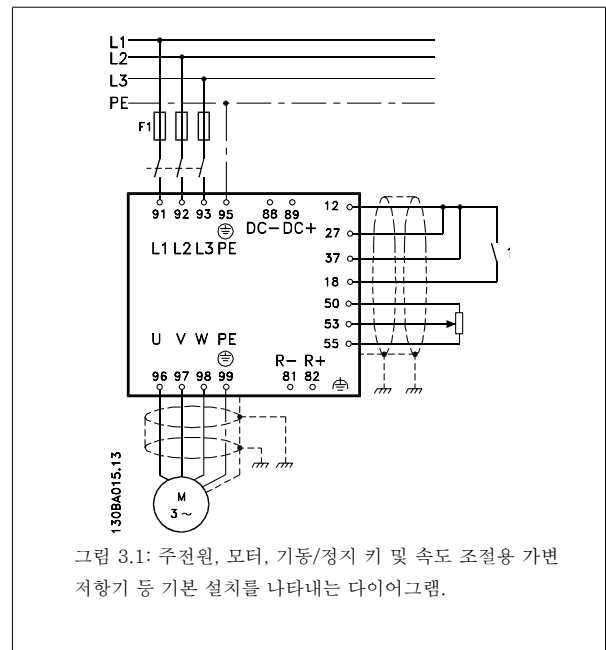 L1
L2
L3
PE
F1
91 92 93 95 88 89
L1 L2 L3 PE DC- DC+
12
27
37
18
50
53
55
U V W PE
96 97 98 99
R- R+
81 82
M
3 ~
130BA015.13
그림 3.1: 주전원, 모터, 기동/정지 키 및 속도 조절용 가변
저항기 등 기본 설치를 나타내는 다이어그램.